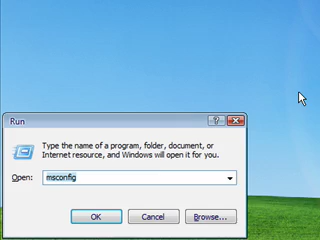 Run
Type the name of a program, folder, document, or
Internet resource, and Windows will open it for you.
Open: msconfig
OK Cancel Browse...